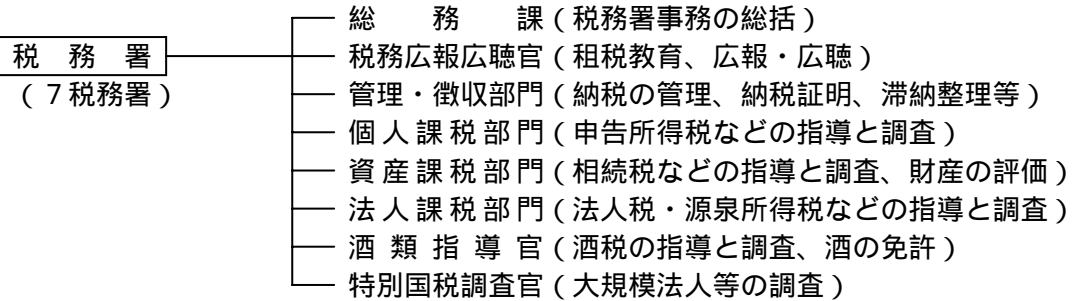 総務課（税務署事務の総括）
税務署
税務広報広聴官（租税教育、広報・広聴）
（７税務署）
管理・徴収部門（納税の管理、納税証明、滞納整理等）
個人課税部門（申告所得税などの指導と調査）
資産課税部門（相続税などの指導と調査、財産の評価）
法人課税部門（法人税・源泉所得税などの指導と調査）
酒類指導官（酒税の指導と調査、酒の免許）
特別国税調査官（大規模法人等の調査）